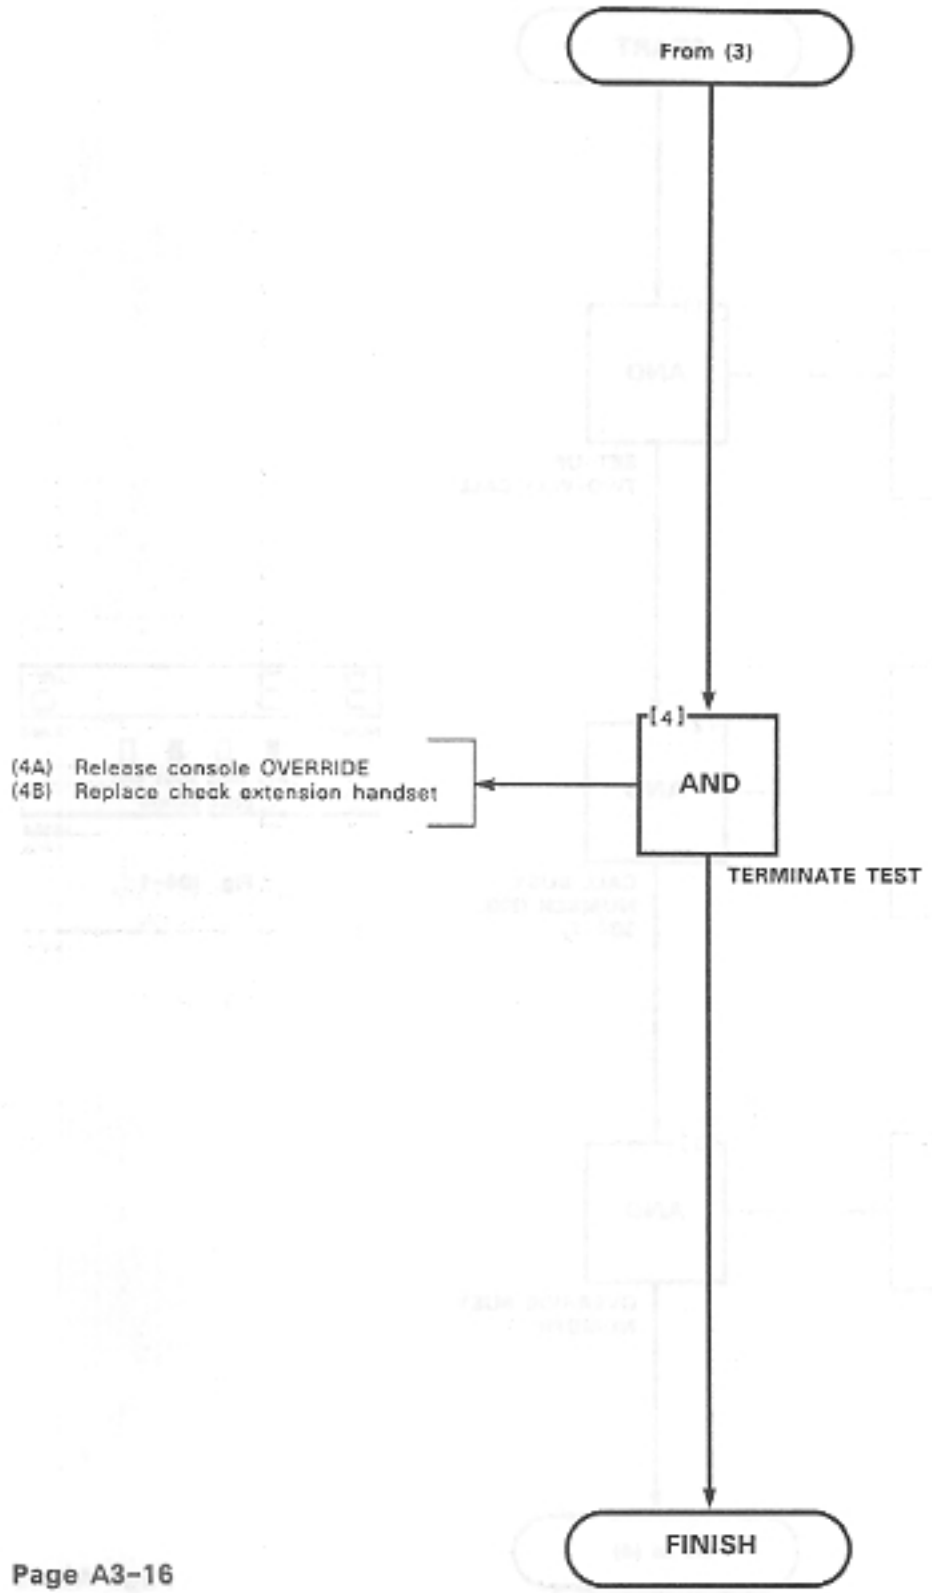 From (3)
[4]
AND
(4A) Release console OVERRIDE
(4B) Replace check extension handset
TERMINATE TEST
FINISH
Page A3-16